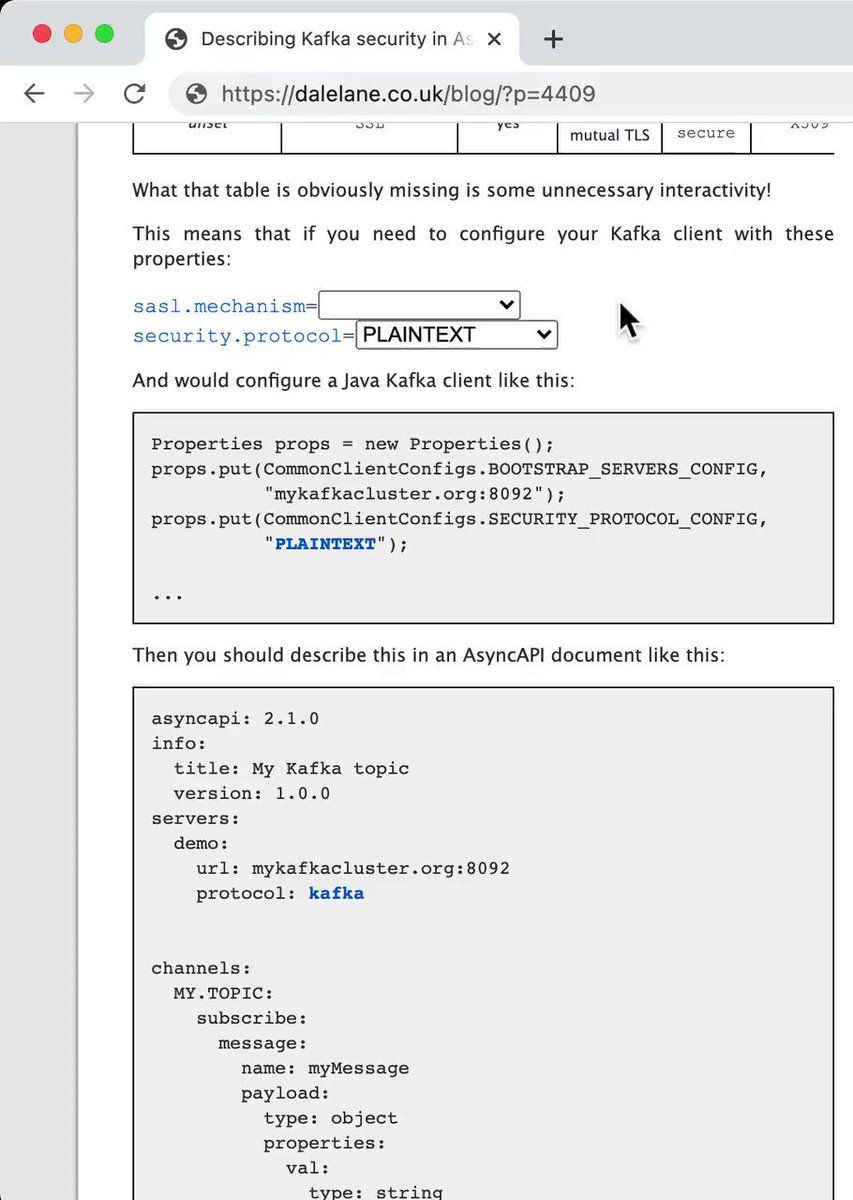 Describing Kafka security in As
https://dalelane.co.uk/blog/?p=4409
unset SSL yes mutual TLS secure X509
What that table is obviously missing is some unnecessary interactivity!
This means that if you need to configure your Kafka client with these
properties:
sasl.mechanism=
security.protocol=PLAINTEXT
And would configure a Java Kafka client like this:
Properties props = new Properties();
props.put(CommonClientConfigs.BOOTSTRAP_SERVERS_CONFIG,
"mykafkacluster.org:8092");
props.put(CommonClientConfigs.SECURITY_PROTOCOL_CONFIG,
"PLAINTEXT");
...
Then you should describe this in an AsyncAPI document like this:
asyncapi: 2.1.0
info:
title: My Kafka topic
version: 1.0.0
servers:
demo:
url: mykafkacluster.org:8092
protocol: kafka
channels:
MY.TOPIC:
subscribe:
message:
name: myMessage
payload:
type: object
properties:
val:
type: string